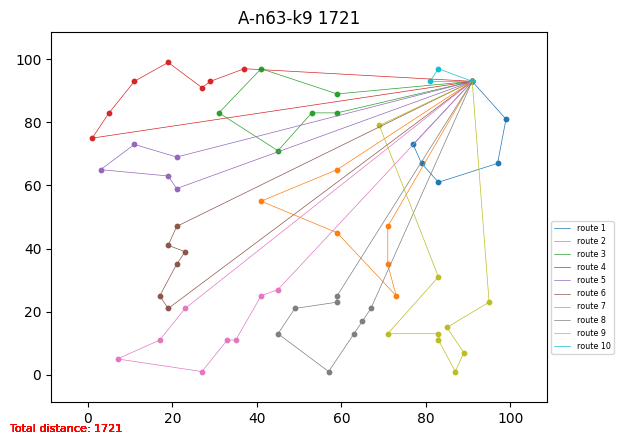 A-n63-k9 1721
100
80
60
40
20
0
0 20 40 60 80 100
route 1
route 2
route 3
route 4
route 5
route 6
route 7
route 8
route 9
route 10
Total distance: 1721